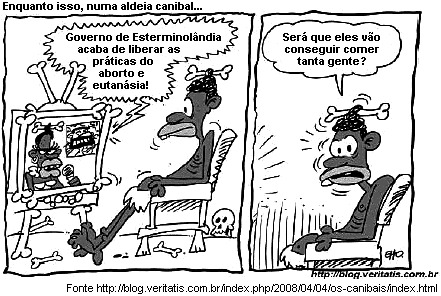 Enquanto isso, numa aldeia canibal...
Governo de Esterminolândia
acaba de liberar as
práticas do
aborto e
eutanásia!
Será que eles vão
conseguir comer
tanta gente?
http://blog.veritatis.com.br
Fonte http://blog.veritatis.com.br/index.php/2008/04/04/os-canibais/index.html